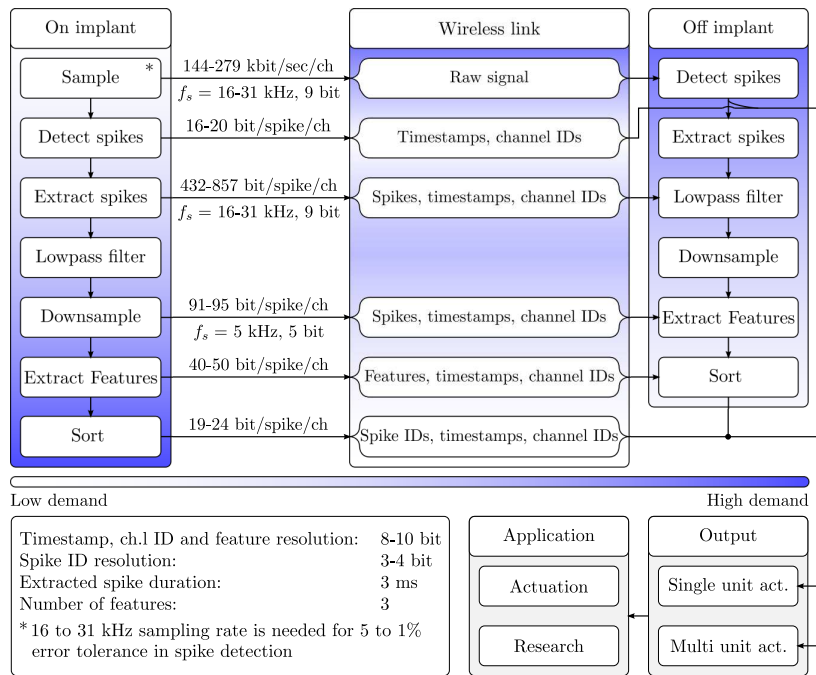 On implant
Wireless link
Off implant
Sample *
144-279 kbit/sec/ch
fs = 16-31 kHz, 9 bit
Raw signal
Detect spikes
Detect spikes
16-20 bit/spike/ch
Timestamps, channel IDs
Extract spikes
Extract spikes
432-857 bit/spike/ch
fs = 16-31 kHz, 9 bit
Spikes, timestamps, channel IDs
Lowpass filter
Lowpass filter
Downsample
Downsample
91-95 bit/spike/ch
fs = 5 kHz, 5 bit
Spikes, timestamps, channel IDs
Extract Features
Extract Features
40-50 bit/spike/ch
Features, timestamps, channel IDs
Sort
Sort
19-24 bit/spike/ch
Spike IDs, timestamps, channel IDs
Low demand
High demand
Timestamp, ch.l ID and feature resolution: 8-10 bit
Spike ID resolution: 3-4 bit
Extracted spike duration: 3 ms
Number of features: 3
* 16 to 31 kHz sampling rate is needed for 5 to 1%
error tolerance in spike detection
Application
Actuation
Research
Output
Single unit act.
Multi unit act.